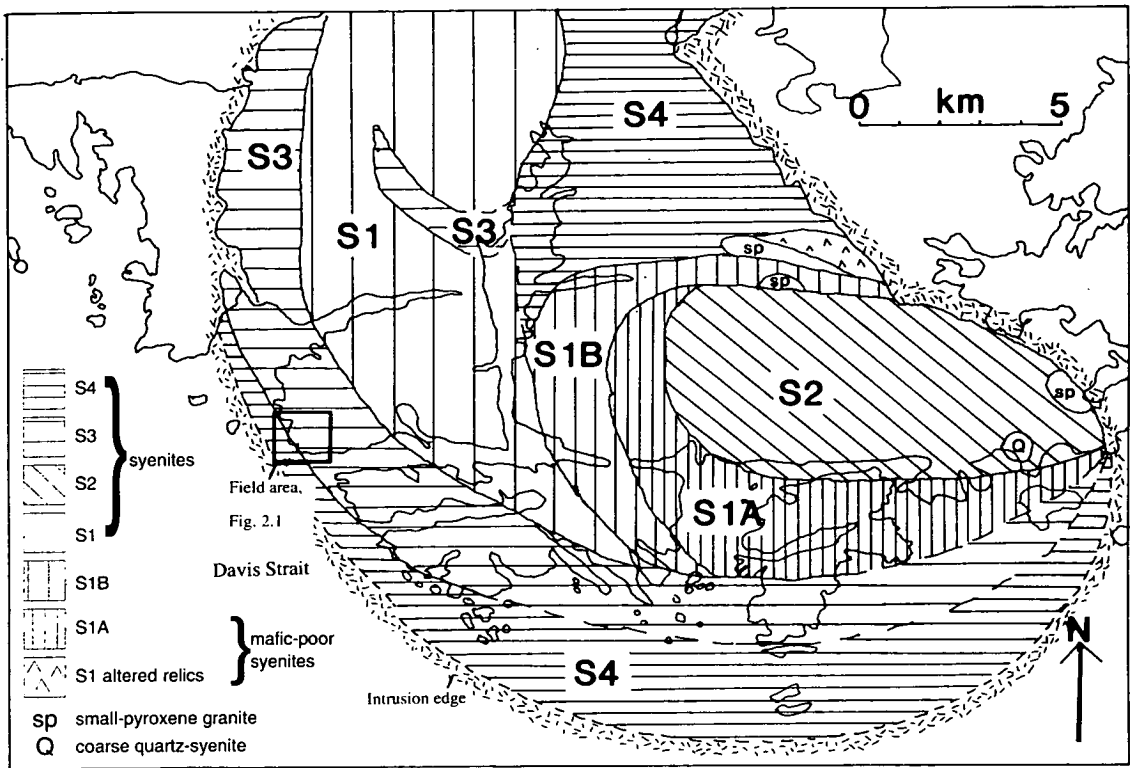 S4
0 km 5
S3
S1
S3
sp
sp
S1B
S2
sp
Q
S1A
S4
S3
S2
syenites
S1
S1B
S1A
mafic-poor
syenites
S1 altered relics
sp small-pyroxene granite
Q coarse quartz-syenite
Field area,
Fig. 2.1
Davis Strait
Intrusion edge
S4
N